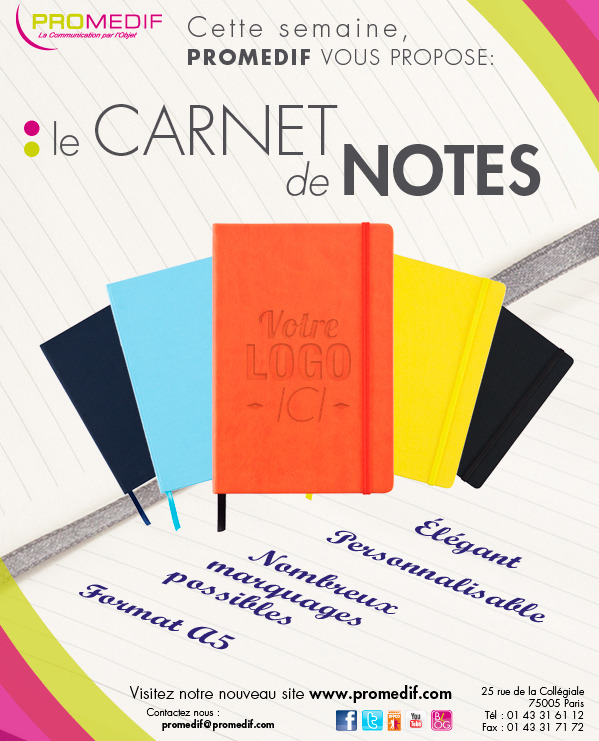 PROMEDIF
La Communication par l'Objet
Cette semaine,
PROMEDIF VOUS PROPOSE:
le CARNET
de NOTES
Votre
LOGO
ICI
Élégant
Personnalisable
Nombreux
marquages
possibles
Format A5
Visitez notre nouveau site www.promedif.com
Contactez nous :
promedif@promedif.com
You
BLOG
25 rue de la Collégiale
75005 Paris
Tél : 01 43 31 61 12
Fax : 01 43 31 71 72